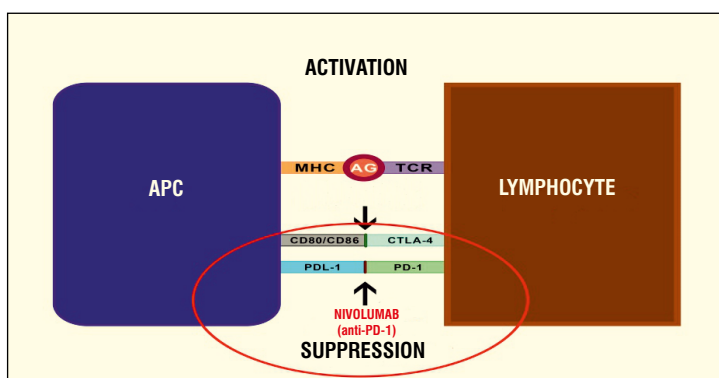 ACTIVATION
MHC AG TCR
APC
LYMPHOCYTE
CD80/CD86 CTLA-4
PDL-1 PD-1
NIVOLUMAB
(anti-PD-1)
SUPPRESSION